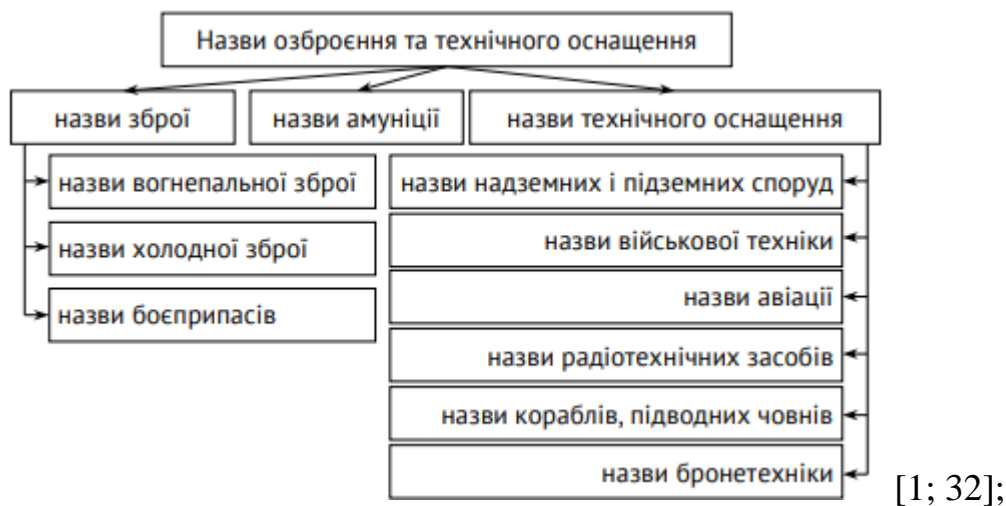 Назви озброєння та технічного оснащення
назви зброї
назви амуніції
назви технічного оснащення
назви вогнепальної зброї
назви холодної зброї
назви боєприпасів
назви надземних і підземних споруд
назви військової техніки
назви авіації
назви радіотехнічних засобів
назви кораблів, підводних човнів
назви бронетехніки
[1; 32];